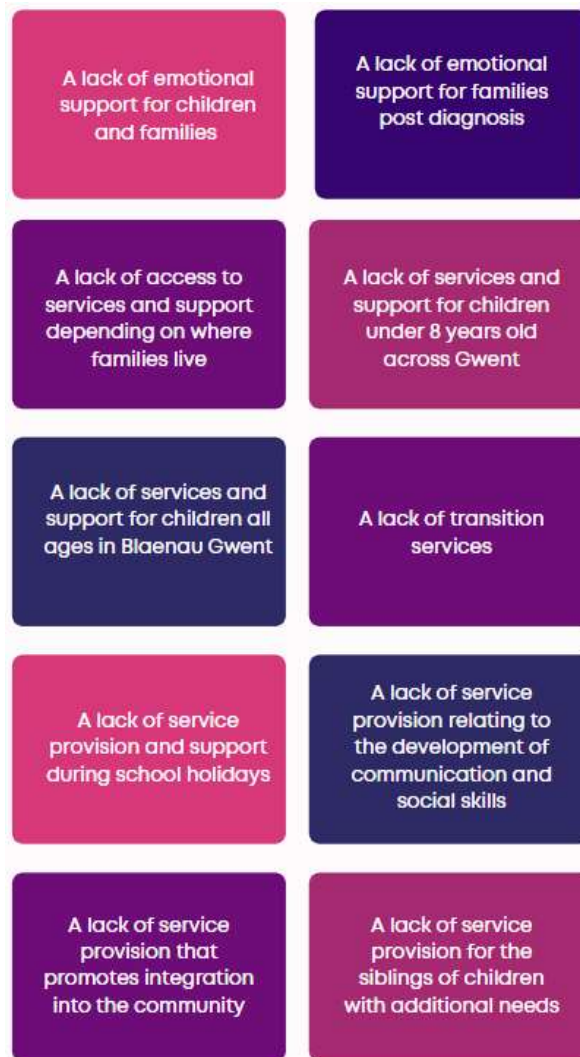 A lack of emotional
support for children
and families
A lack of emotional
support for families
post diagnosis
A lack of access to
services and support
depending on where
families live
A lack of services and
support for children
under 8 years old
across Gwent
A lack of services and
support for children all
ages in Blaenau Gwent
A lack of transition
services
A lack of service
provision and support
during school holidays
A lack of service
provision relating to
the development of
communication and
social skills
A lack of service
provision that
promotes integration
into the community
A lack of service
provision for the
siblings of children
with additional needs